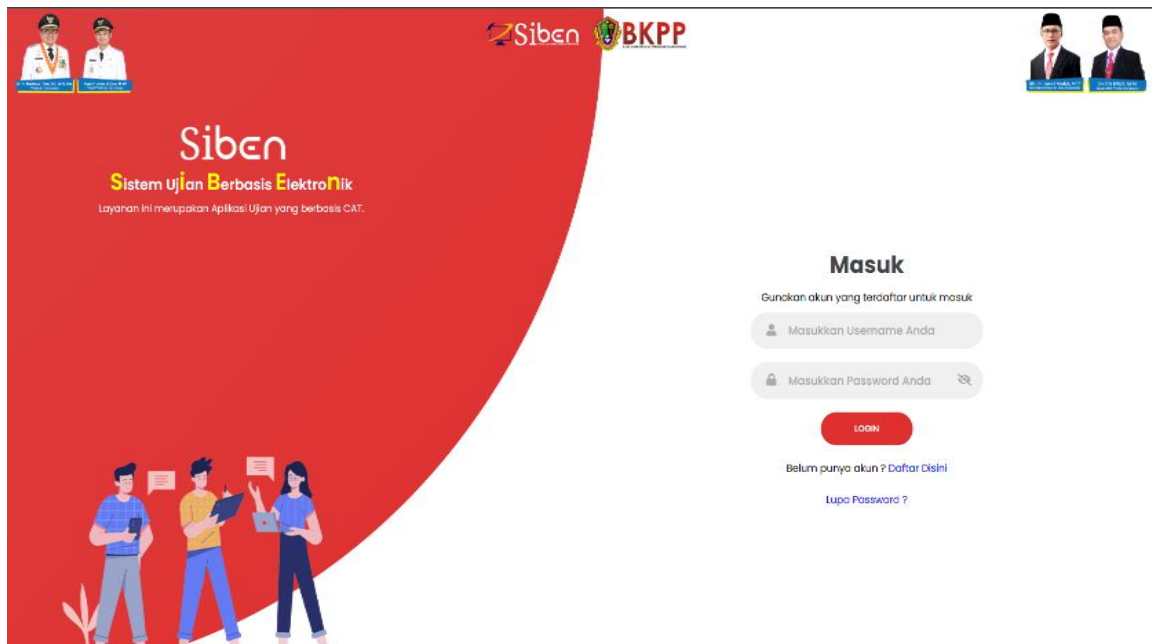 Siben BKPP
Siben
Sistem Ujian Berbasis Elektronik
Layanan ini merupakan Aplikasi Ujian yang berbasis CAT.
Masuk
Gunakan akun yang terdaftar untuk masuk
Masukkan Username Anda
Masukkan Password Anda
LOGIN
Belum punya akun ? Daftar Disini
Lupa Password ?